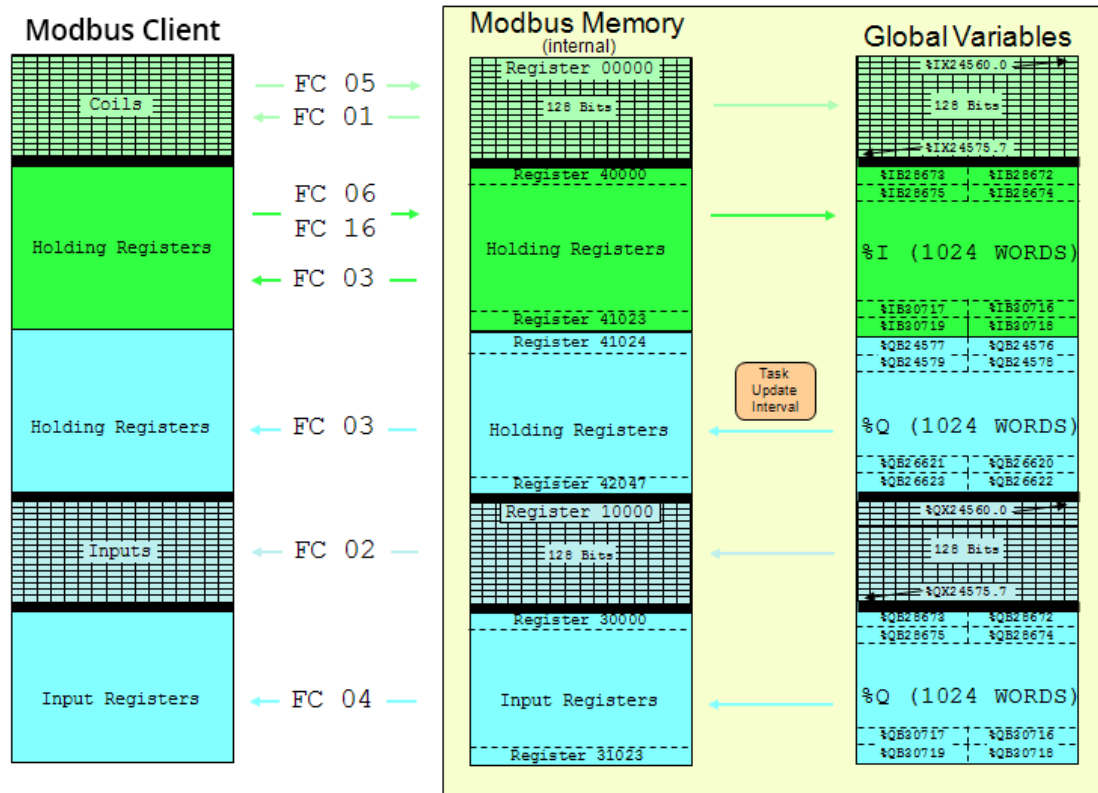 Modbus Client
Modbus Memory
(internal)
Global Variables
Coils
FC 05
FC 01
Register 00000
128 Bits
%IX24560.0
128 Bits
%IX24575.7
Holding Registers
FC 06
FC 16
FC 03
Register 40000
Holding Registers
Register 41023
%IB28673 %IB28672
%IB28675 %IB28674
%I (1024 WORDS)
%IB30717 %IB30716
%IB30719 %IB30718
Holding Registers
FC 03
Register 41024
Holding Registers
Register 42047
Task
Update
Interval
%QB24577 %QB24576
%QB24579 %QB24578
%Q (1024 WORDS)
%QB26621 %QB26620
%QB26623 %QB26622
Inputs
FC 02
Register 10000
128 Bits
%QX24560.0
128 Bits
%QX24575.7
Input Registers
FC 04
Register 30000
Input Registers
Register 31023
%QB28673 %QB28672
%QB28675 %QB28674
%Q (1024 WORDS)
%QB30717 %QB30716
%QB30719 %QB30718